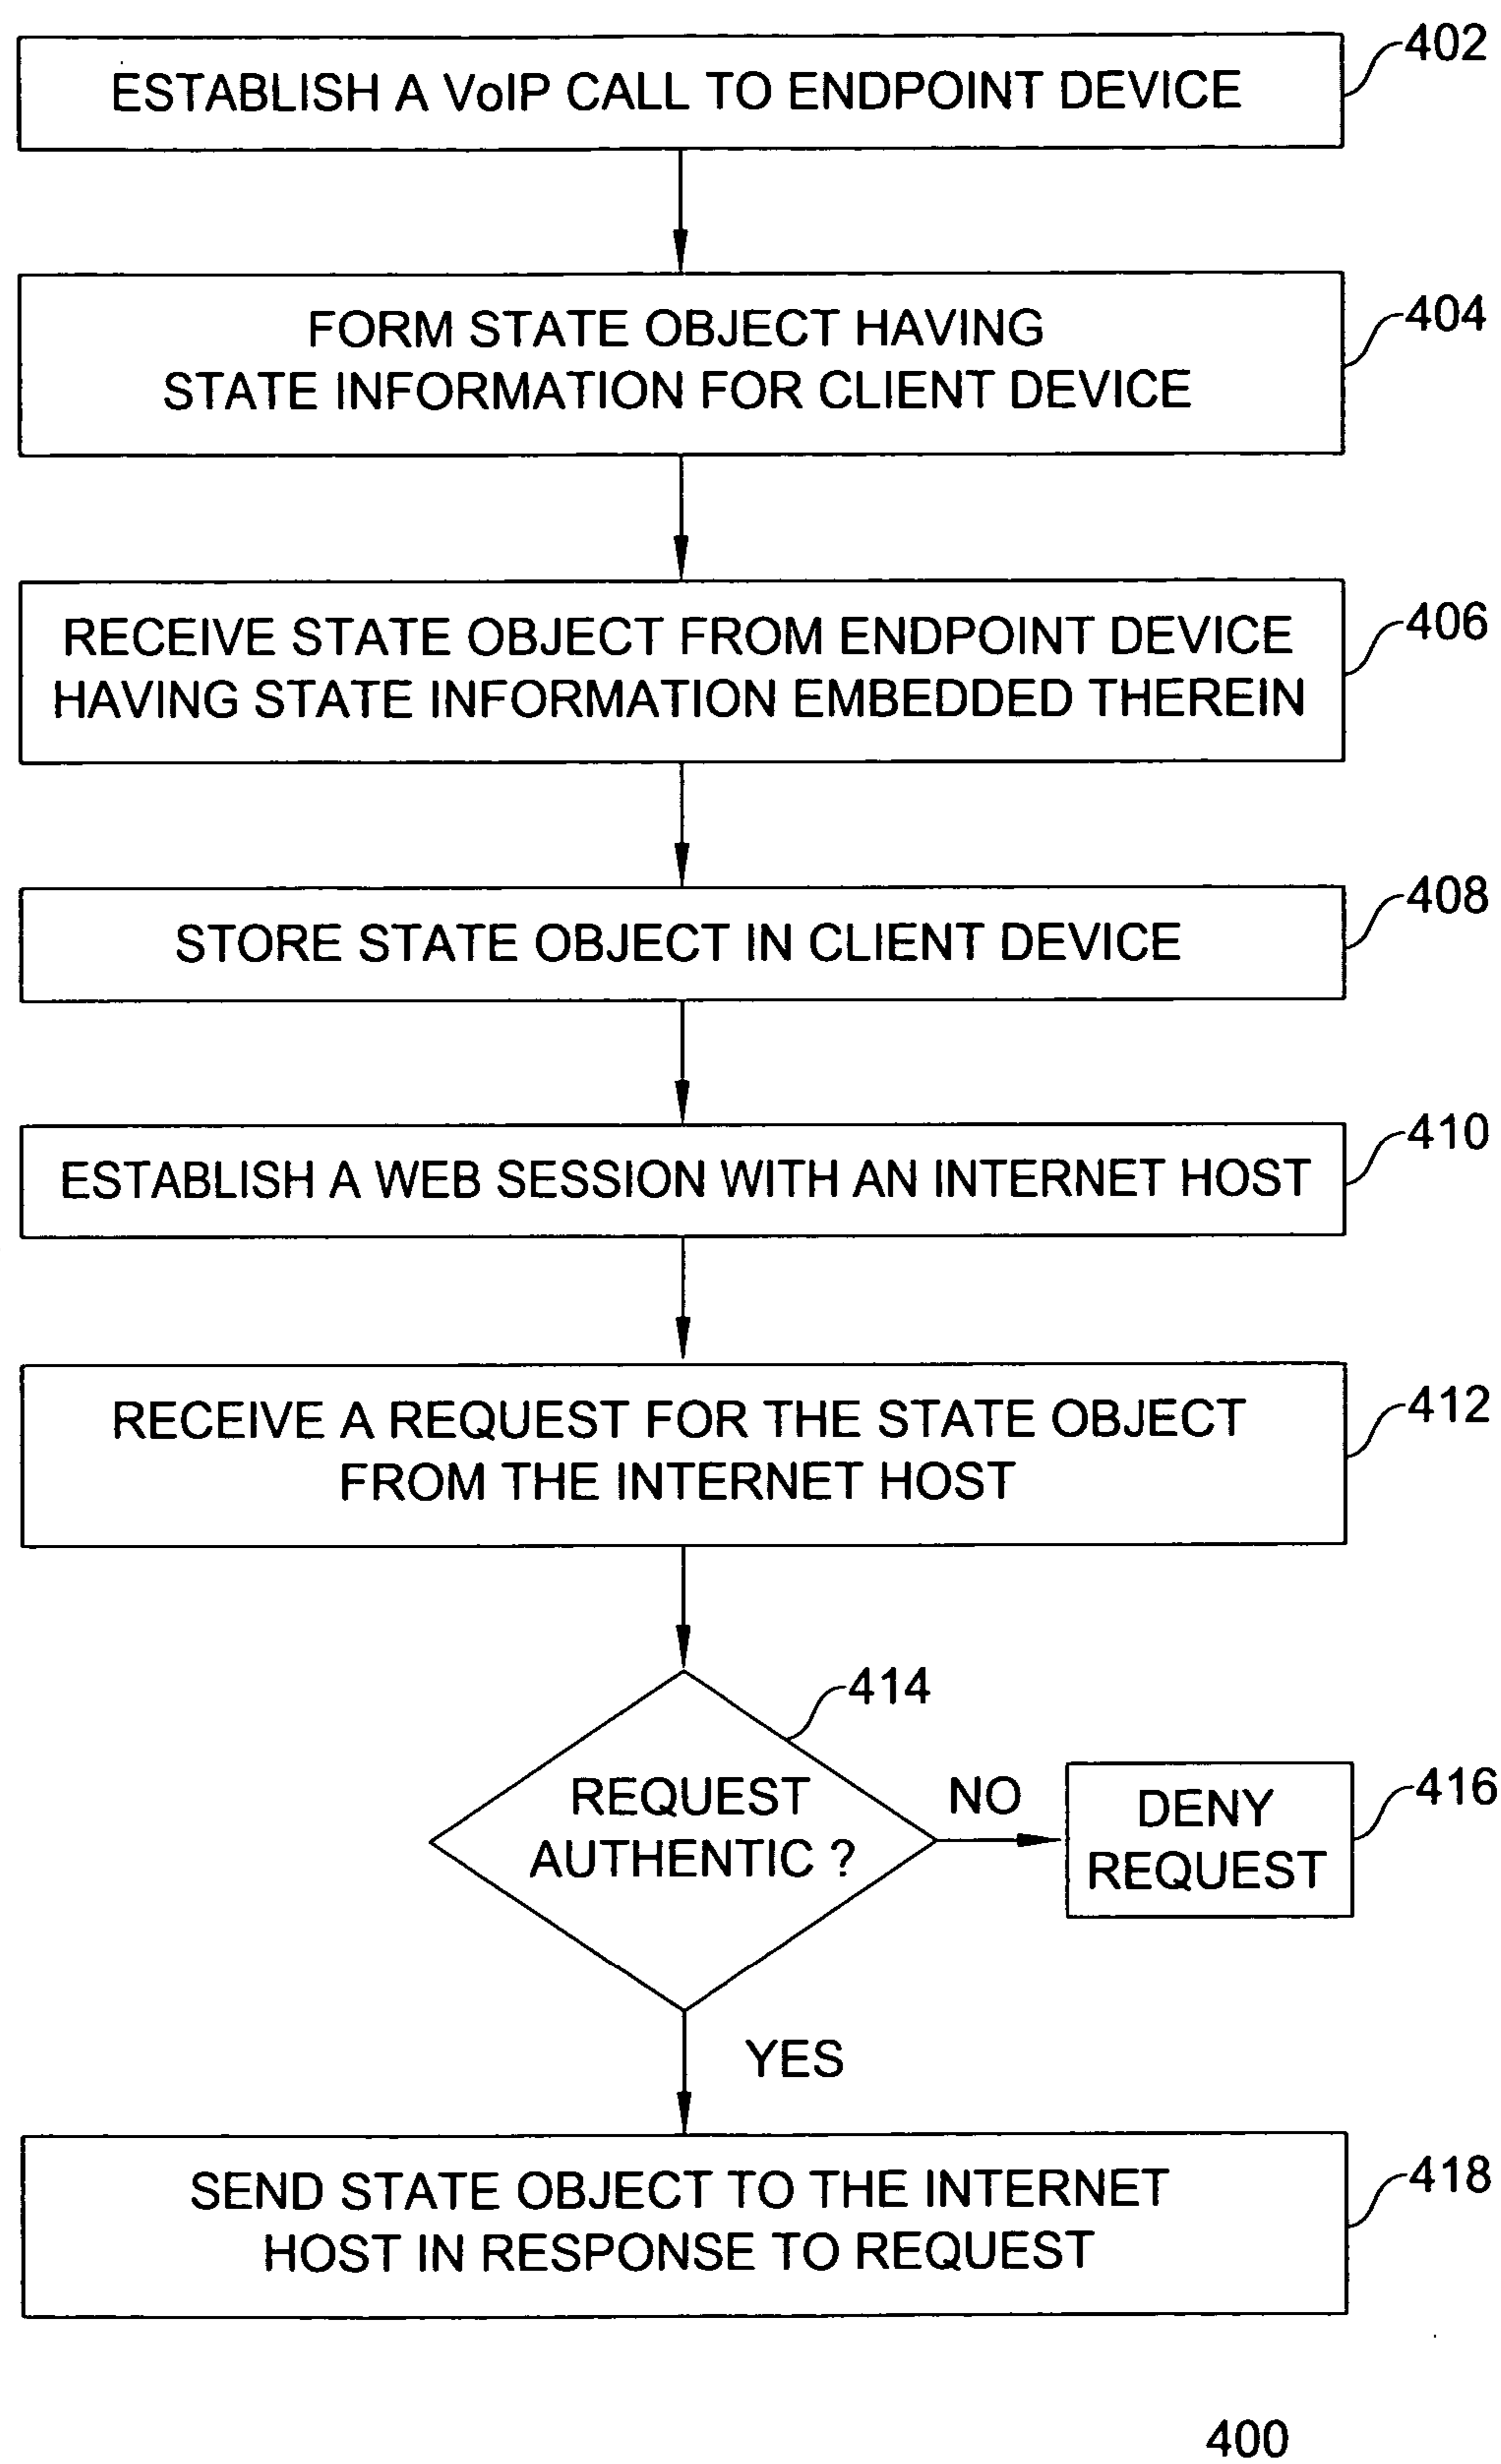 402
ESTABLISH A VoIP CALL TO ENDPOINT DEVICE
404
FORM STATE OBJECT HAVING
STATE INFORMATION FOR CLIENT DEVICE
406
RECEIVE STATE OBJECT FROM ENDPOINT DEVICE
HAVING STATE INFORMATION EMBEDDED THEREIN
408
STORE STATE OBJECT IN CLIENT DEVICE
410
ESTABLISH A WEB SESSION WITH AN INTERNET HOST
412
RECEIVE A REQUEST FOR THE STATE OBJECT
FROM THE INTERNET HOST
414
REQUEST
AUTHENTIC ?
NO
416
DENY
REQUEST
YES
418
SEND STATE OBJECT TO THE INTERNET
HOST IN RESPONSE TO REQUEST
400